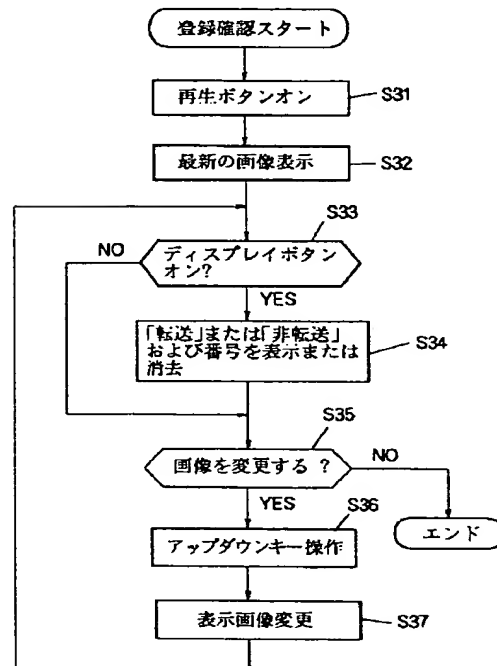 登録確認スタート
再生ボタンオン
S31
最新の画像表示
S32
S33
NO
ディスプレイボタン
オン?
YES
「転送」または「非転送」
および番号を表示または
消去
S34
S35
画像を変更する ?
NO
YES
S36
エンド
アップダウンキー操作
表示画像変更
S37